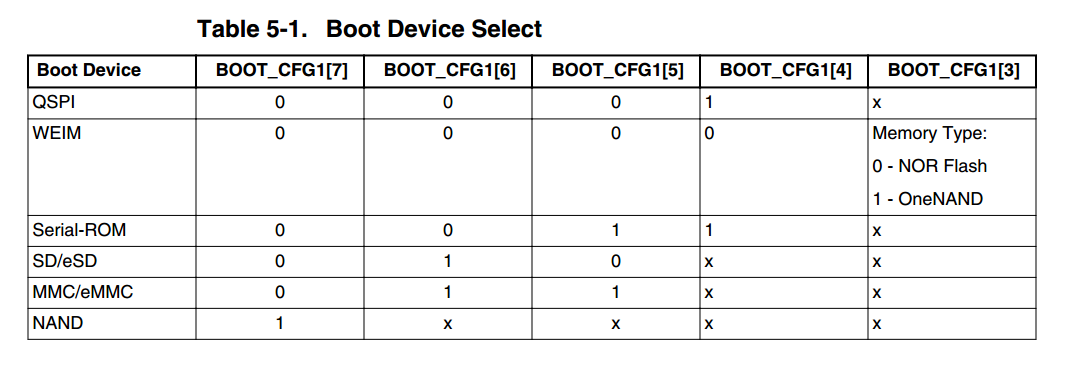 Table 5-1. Boot Device Select
Boot Device BOOT_CFG1[7] BOOT_CFG1[6] BOOT_CFG1[5] BOOT_CFG1[4] BOOT_CFG1[3]
QSPI 0 0 0 1 x
WEIM 0 0 0 0 Memory Type:
0 - NOR Flash
1 - OneNAND
Serial-ROM 0 0 1 1 x
SD/eSD 0 1 0 x x
MMC/eMMC 0 1 1 x x
NAND 1 x x x x